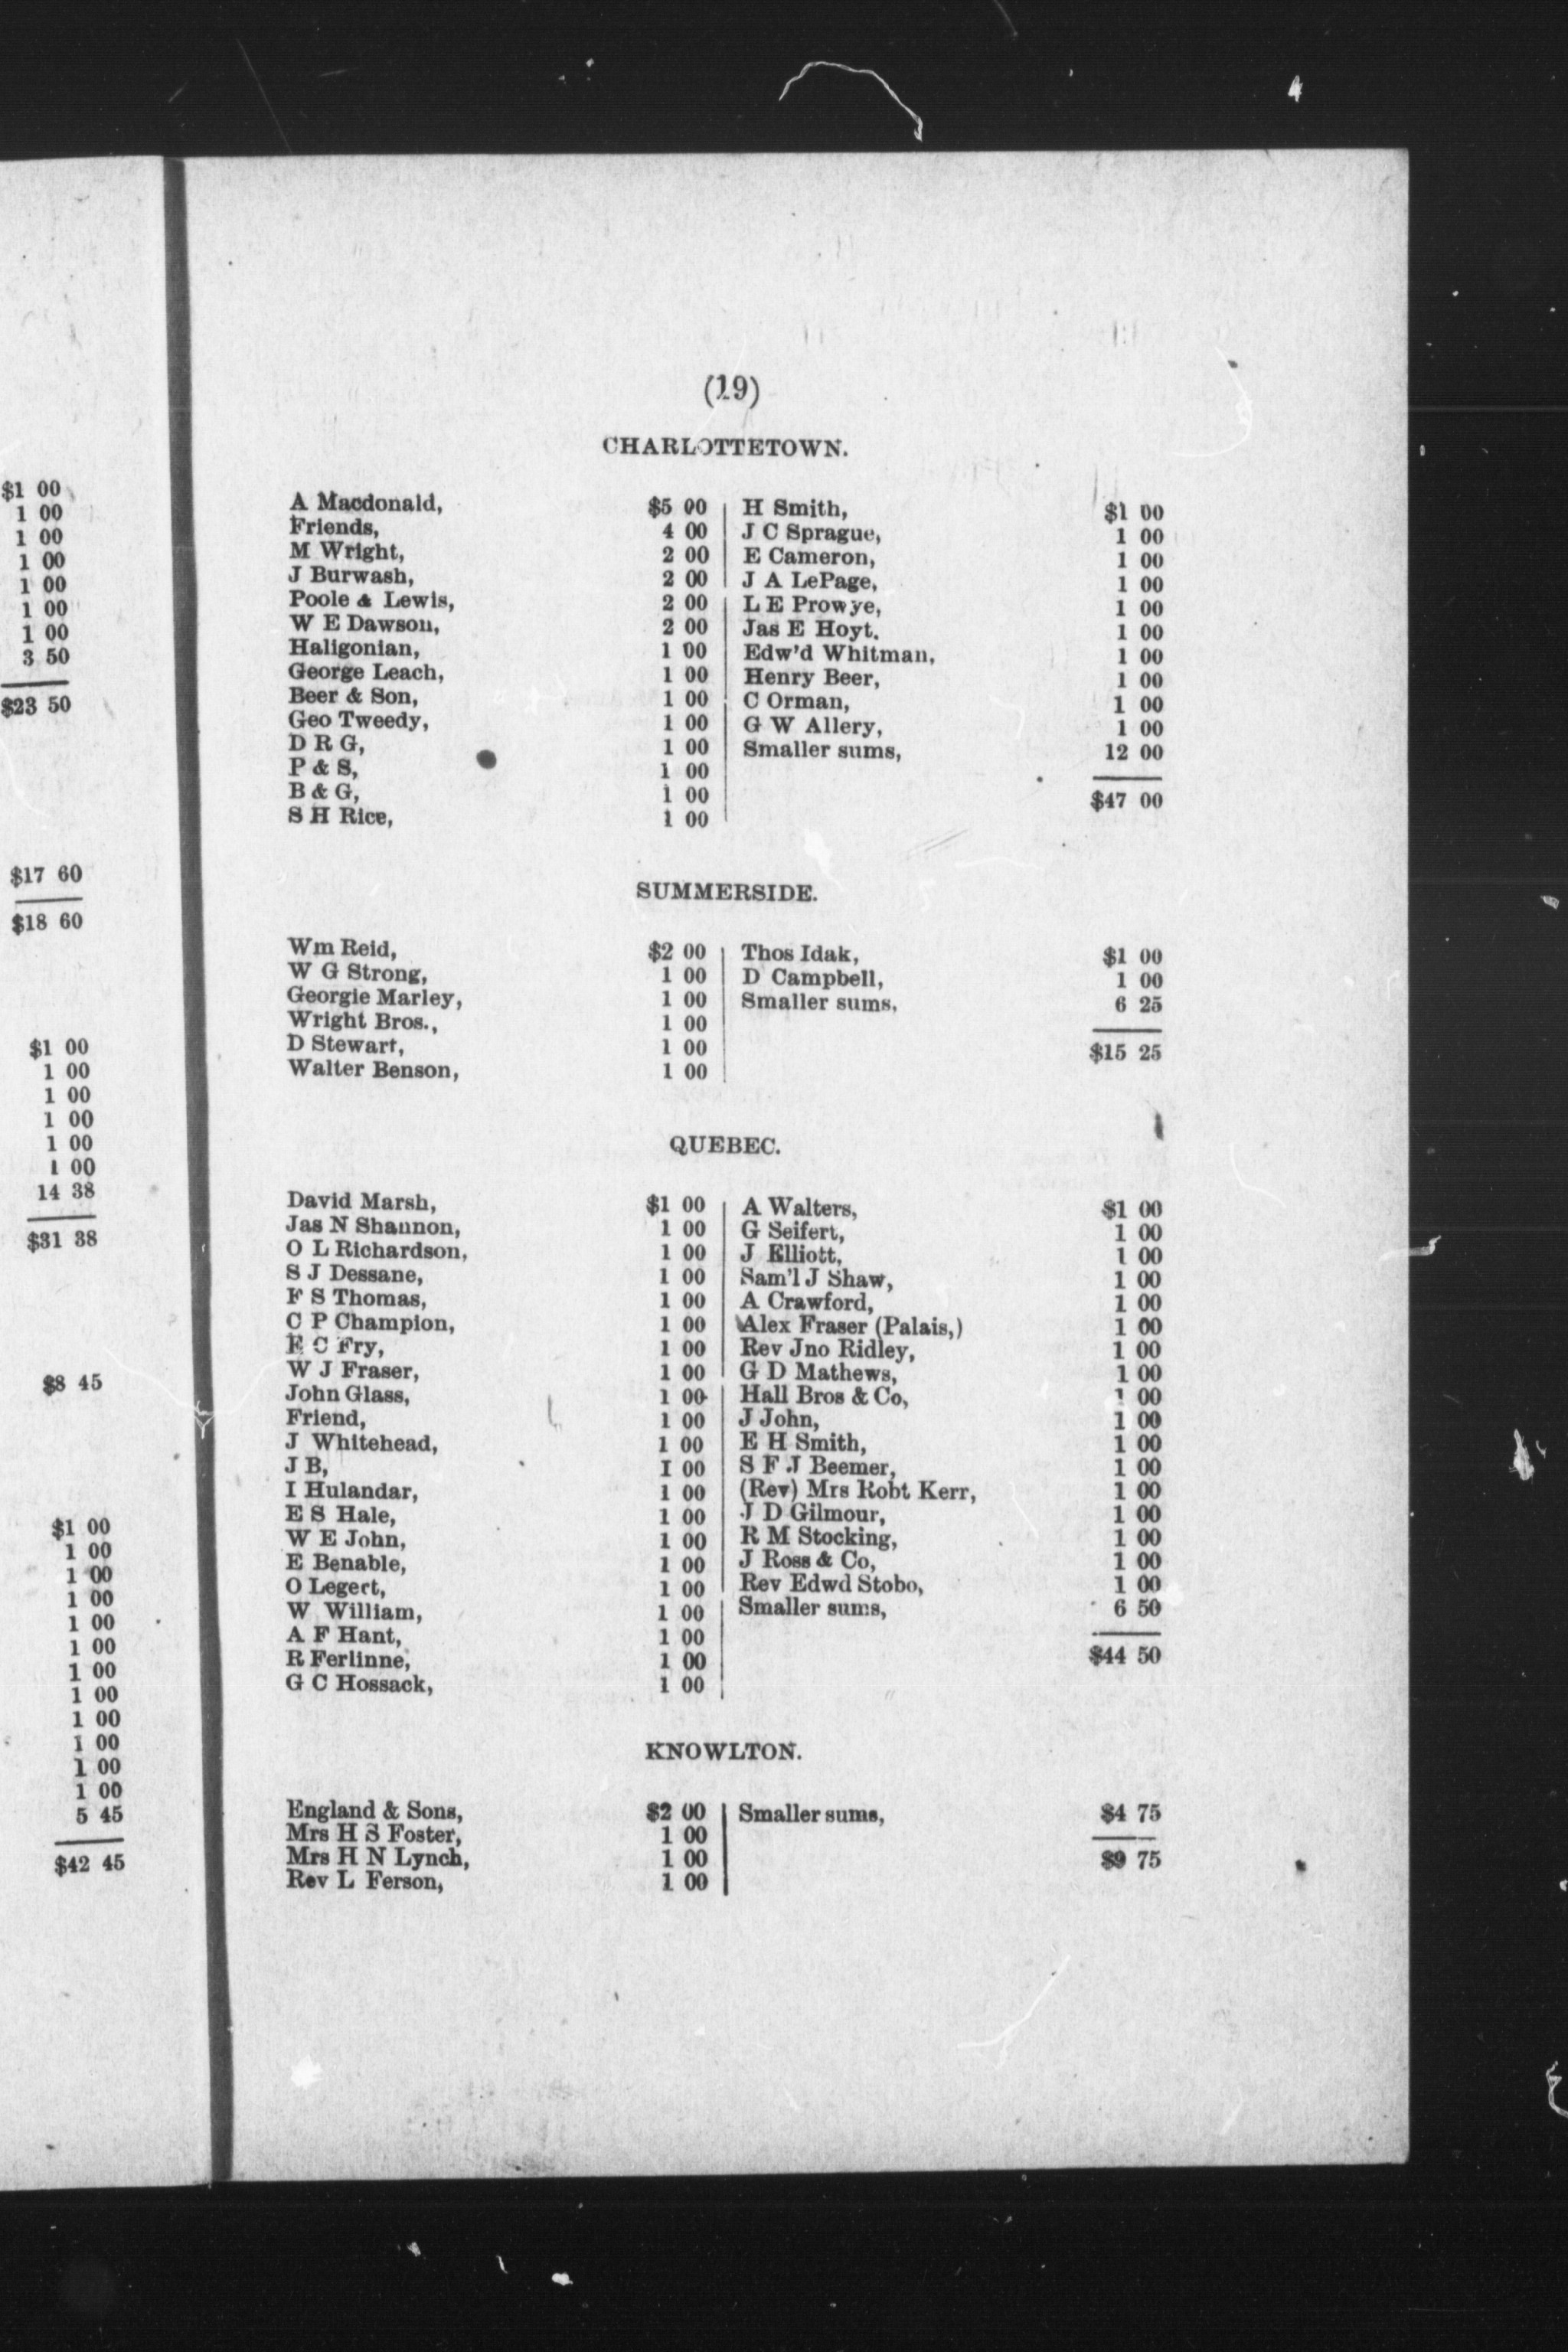 $1 00
1 00
1 00
1 00
1 00
1 00
1 00
3 50
$23 50
$17 60
$18 60
$1 00
1 00
1 00
1 00
1 00
1 00
14 38
$31 38
$8 45
$1 00
1 00
1 00
1 00
1 00
1 00
1 00
1 00
1 00
1 00
1 00
1 00
5 45
$42 45
(19)
CHARLOTTETOWN.
A Macdonald, $5 00
Friends, 4 00
M Wright, 2 00
J Burwash, 2 00
Poole & Lewis, 2 00
W E Dawson, 2 00
Haligonian, 1 00
George Leach, 1 00
Beer & Son, 1 00
Geo Tweedy, 1 00
D R G, 1 00
P & S, 1 00
B & G, 1 00
S H Rice, 1 00
H Smith, $1 00
J C Sprague, 1 00
E Cameron, 1 00
J A LePage, 1 00
L E Prowye, 1 00
Jas E Hoyt. 1 00
Edw'd Whitman, 1 00
Henry Beer, 1 00
C Orman, 1 00
G W Allery, 1 00
Smaller sums, 12 00
$47 00
SUMMERSIDE.
Wm Reid, $2 00
W G Strong, 1 00
Georgie Marley, 1 00
Wright Bros., 1 00
D Stewart, 1 00
Walter Benson, 1 00
Thos Idak, $1 00
D Campbell, 1 00
Smaller sums, 6 25
$15 25
QUEBEC.
David Marsh, $1 00
Jas N Shannon, 1 00
O L Richardson, 1 00
S J Dessane, 1 00
F S Thomas, 1 00
C P Champion, 1 00
E C Fry, 1 00
W J Fraser, 1 00
John Glass, 1 00
Friend, 1 00
J Whitehead, 1 00
J B, 1 00
I Hulandar, 1 00
E S Hale, 1 00
W E John, 1 00
E Benable, 1 00
O Legert, 1 00
W William, 1 00
A F Hant, 1 00
R Ferlinne, 1 00
G C Hossack, 1 00
A Walters, $1 00
G Seifert, 1 00
J Elliott, 1 00
Sam'l J Shaw, 1 00
A Crawford, 1 00
Alex Fraser (Palais,) 1 00
Rev Jno Ridley, 1 00
G D Mathews, 1 00
Hall Bros & Co, 1 00
J John, 1 00
E H Smith, 1 00
S F J Beemer, 1 00
(Rev) Mrs Robt Kerr, 1 00
J D Gilmour, 1 00
R M Stocking, 1 00
J Ross & Co, 1 00
Rev Edwd Stobo, 1 00
Smaller sums, 6 50
$44 50
KNOWLTON.
England & Sons, $2 00
Mrs H S Foster, 1 00
Mrs H N Lynch, 1 00
Rev L Ferson, 1 00
Smaller sums, $4 75
$9 75